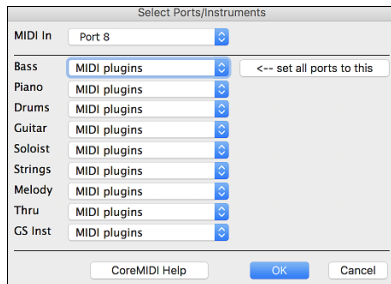 Select Ports/Instruments
MIDI In Port 8
Bass MIDI plugins <-- set all ports to this
Piano MIDI plugins
Drums MIDI plugins
Guitar MIDI plugins
Soloist MIDI plugins
Strings MIDI plugins
Melody MIDI plugins
Thru MIDI plugins
GS Inst MIDI plugins
CoreMIDI Help OK Cancel